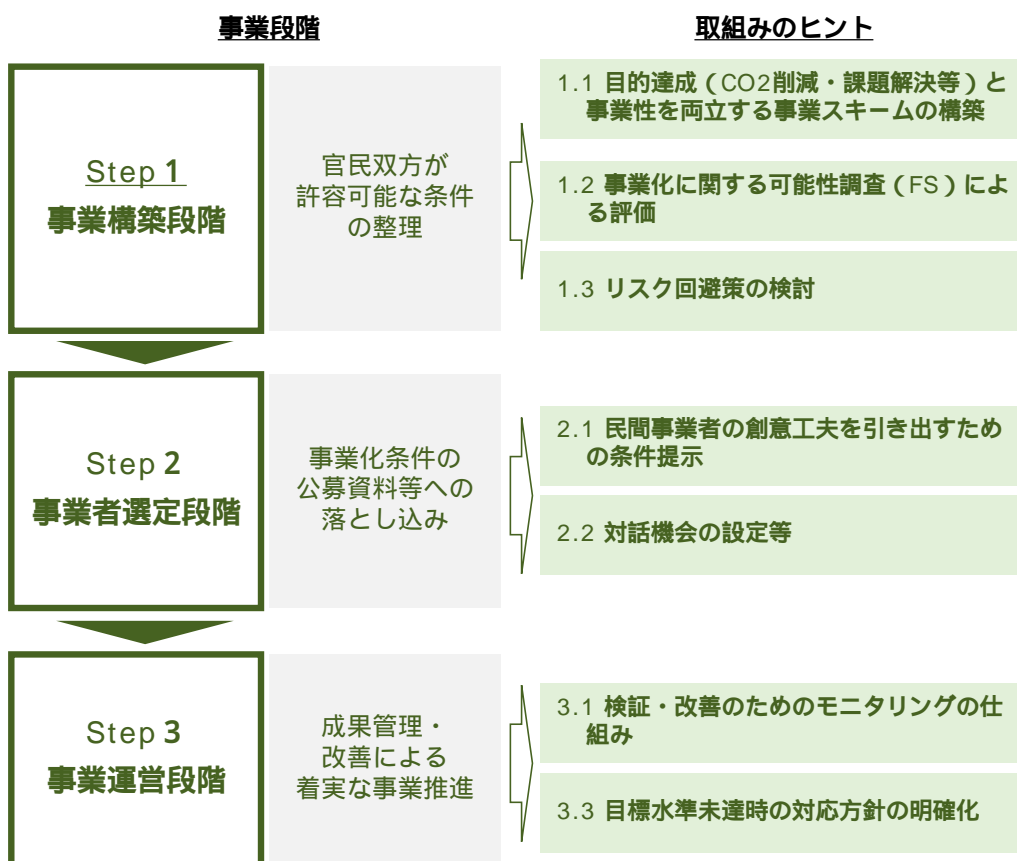 事業段階
取組みのヒント
Step 1
事業構築段階
官民双方が
許容可能な条件
の整理
1.1 目的達成（CO2削減・課題解決等）と
事業性を両立する事業スキームの構築
1.2 事業化に関する可能性調査（FS）によ
る評価
1.3 リスク回避策の検討
Step 2
事業者選定段階
事業化条件の
公募資料等への
落とし込み
2.1 民間事業者の創意工夫を引き出すため
の条件提示
2.2 対話機会の設定等
Step 3
事業運営段階
成果管理・
改善による
着実な事業推進
3.1 検証・改善のためのモニタリングの仕
組み
3.3 目標水準未達時の対応方針の明確化